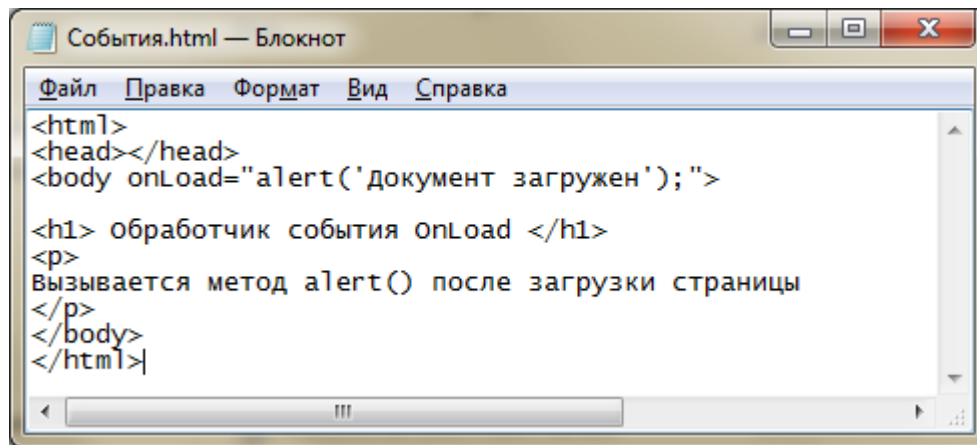 События.html — Блокнот
Файл Правка Формат Вид Справка
<html>
<head></head>
<body onLoad="alert('Документ загружен');">
<h1> Обработчик события OnLoad </h1>
<p>
Вызывается метод alert() после загрузки страницы
</p>
</body>
</html>